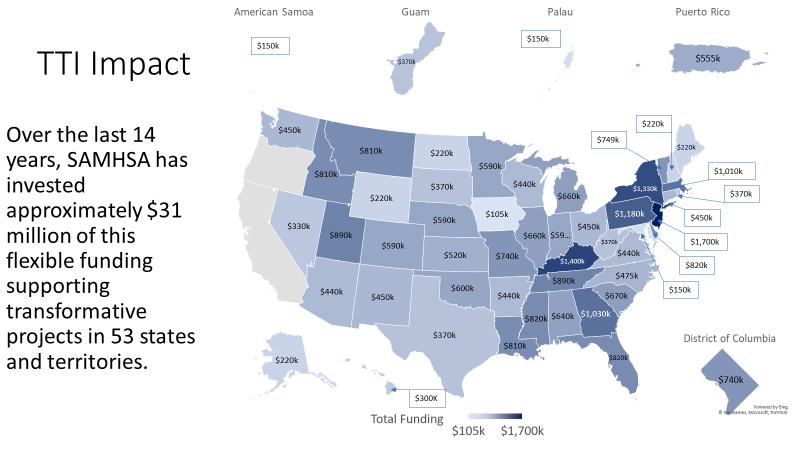 American Samoa
Guam
Palau
Puerto Rico
$150k
$370k
$150k
$555k
TTI Impact
Over the last 14
years, SAMHSA has
invested
approximately $31
million of this
flexible funding
supporting
transformative
projects in 53 states
and territories.
$450k
$810k
$810k
$220k
$590k
$220k
$749k
$220k
$370k
$440k
$660k
$1,330k
$1,010k
$370k
$220k
$105k
$1,180k
$450k
$330k
$890k
$590k
$590k
$660k
$59...
$450k
$370k
$440k
$1,700k
$820k
$150k
$520k
$740k
$1,400k
$475k
$440k
$450k
$600k
$440k
$890k
$670k
$370k
$810k
$820k
$640k
$1,030k
$820k
$220k
$300K
District of Columbia
$740k
Powered by Bing
Total Funding
$105k
$1,700k